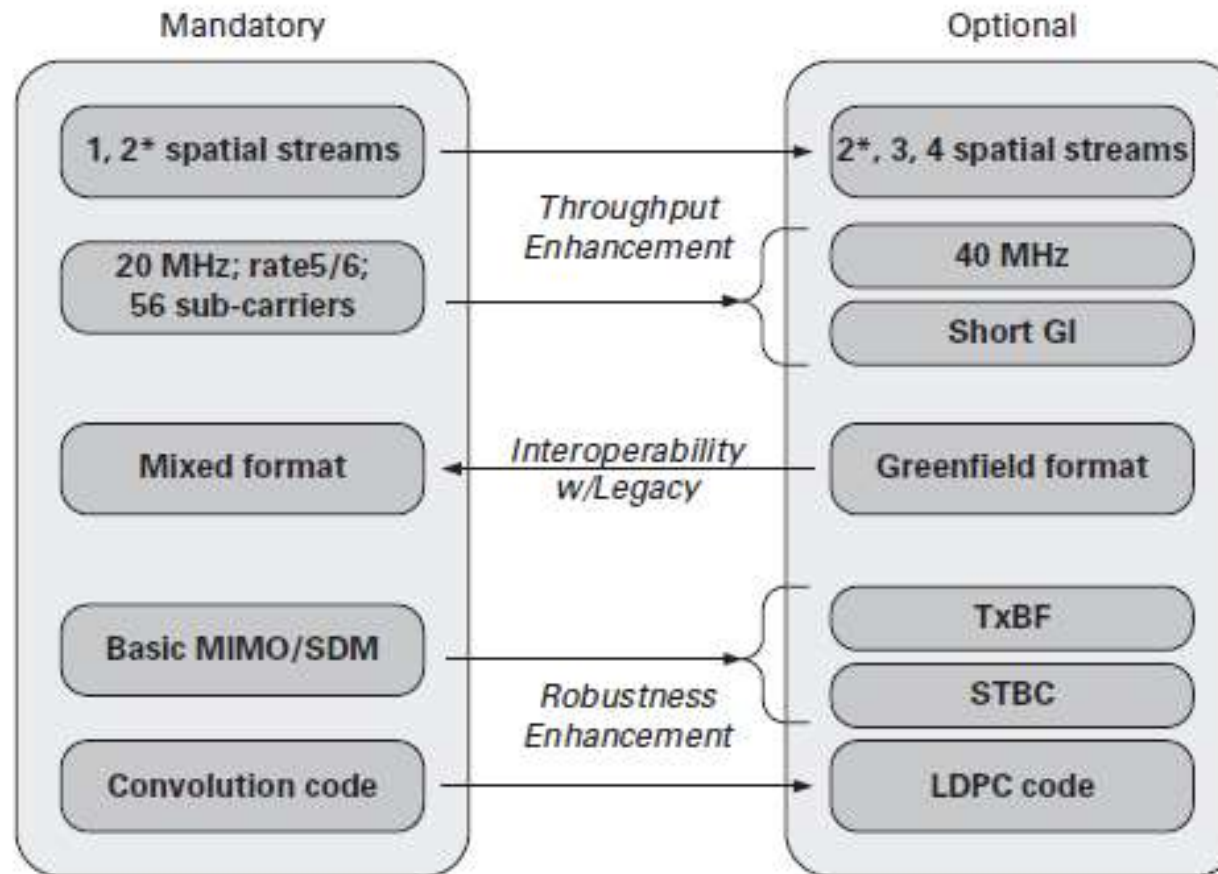 Mandatory
Optional
1, 2* spatial streams
2*, 3, 4 spatial streams
Throughput
Enhancement
20 MHz; rate5/6;
56 sub-carriers
40 MHz
Short GI
Mixed format
Interoperability
w/Legacy
Greenfield format
Basic MIMO/SDM
TxBF
STBC
Robustness
Enhancement
Convolution code
LDPC code